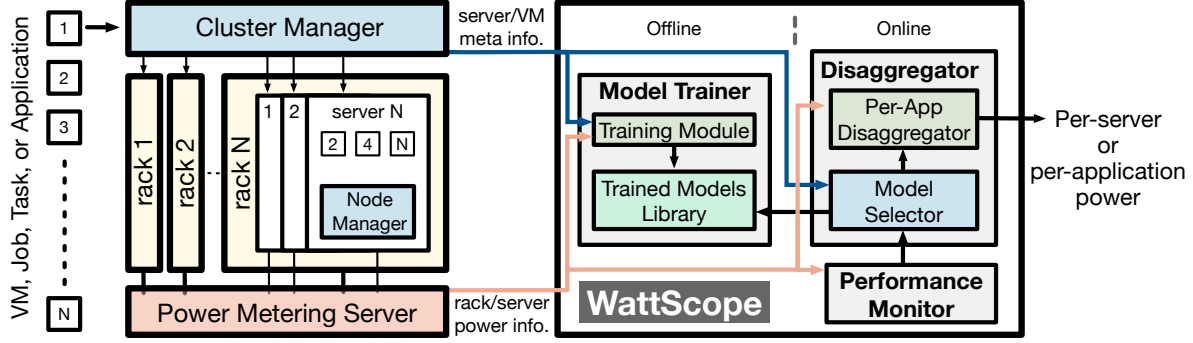 VM, Job, Task, or Application
1
2
3
N
Cluster Manager
rack 1
rack 2
rack N
1
2
server N
2
4
N
Node
Manager
Power Metering Server
server/VM
meta info.
rack/server
power info.
Offline
Online
Model Trainer
Training Module
Trained Models
Library
Disaggregator
Per-App
Disaggregator
Model
Selector
Performance
Monitor
WattScope
Per-server
or
per-application
power